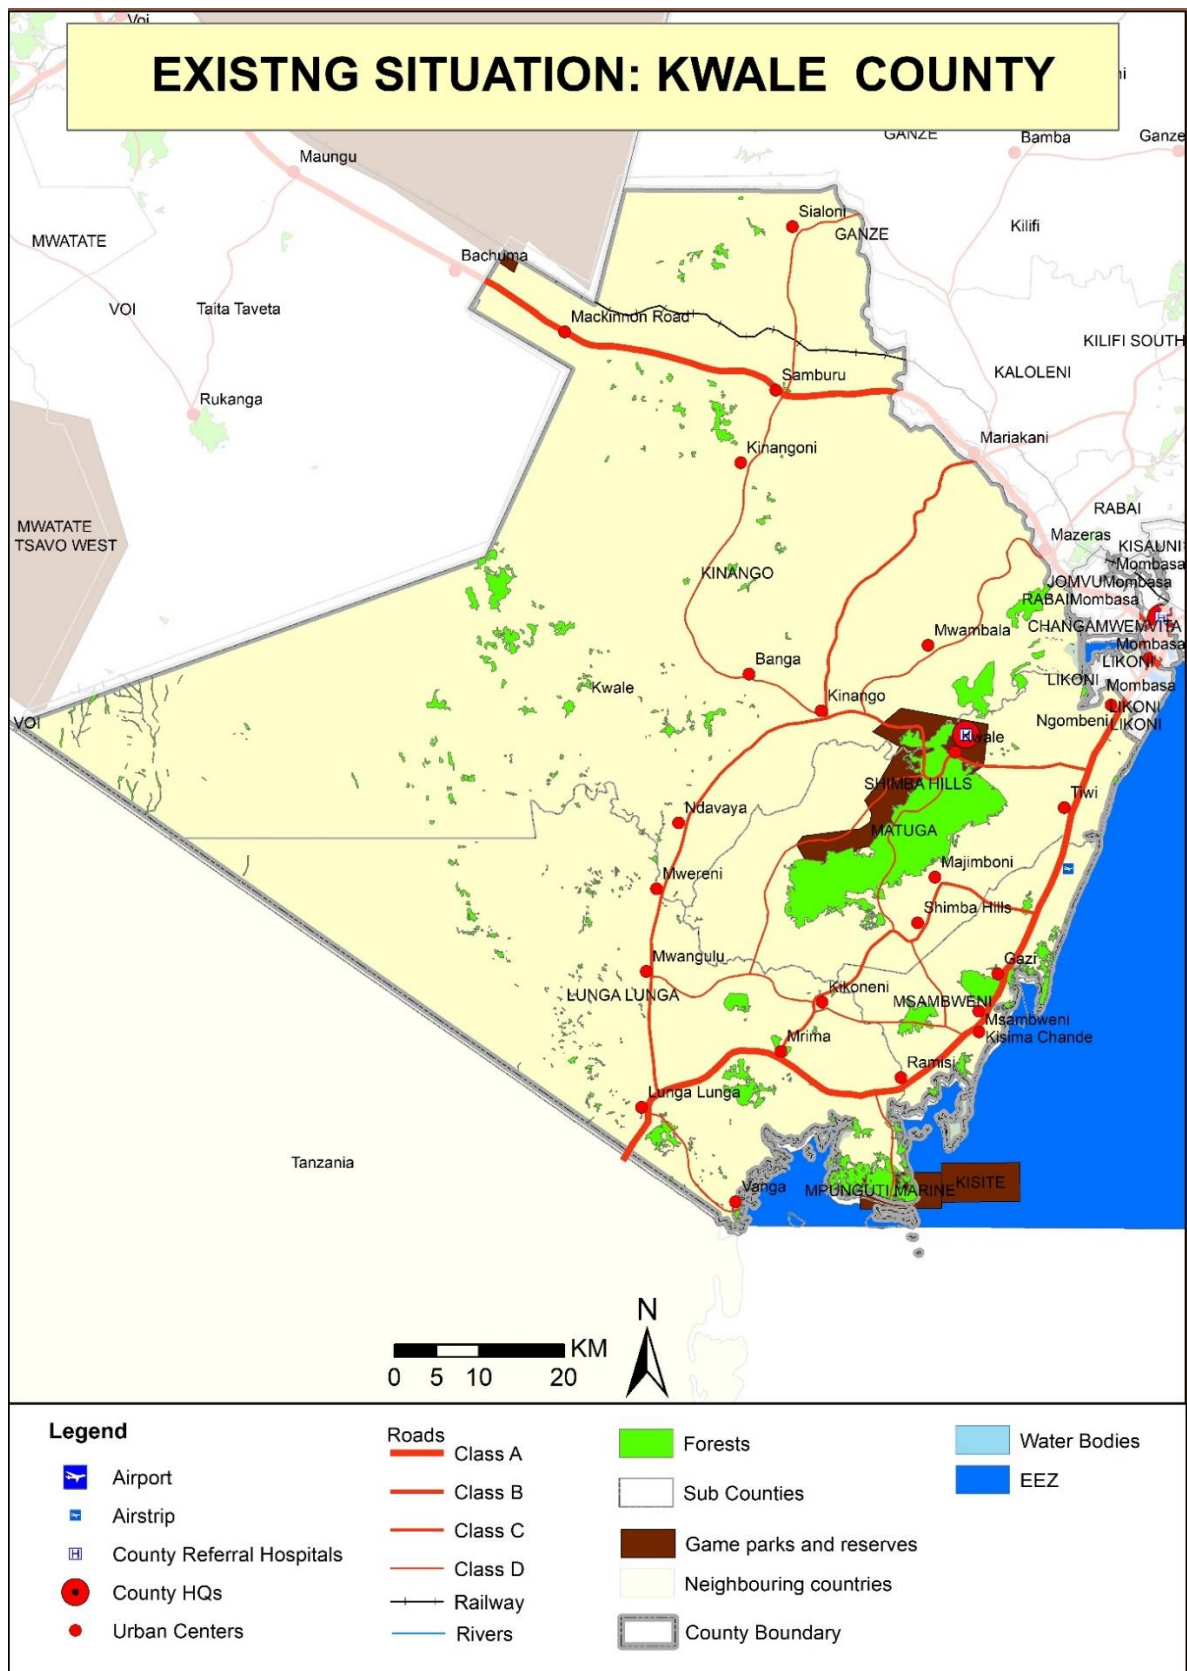 Voi
EXISTNG SITUATION: KWALE COUNTY
GANZE
Bamba
Ganze
Maungu
Sialoni
GANZE
Kilifi
MWATATE
Bachuma
VOI
Taita Taveta
Mackinnon Road
KILIFI SOUTH
KALOLENI
Samburu
Rukanga
Mariakani
Kinangoni
RABAI
MWATATE
TSAVO WEST
Mazeras
KISAUNI
Mombasa
KINANGO
JOMVU
Mombasa
RABAI
Mombasa
CHANGAMWE
MVITA
Mwambala
Mombasa
LIKONI
Banga
LIKONI
Kwale
Mombasa
Kinango
LIKONI
VOI
Ngombeni
LIKONI
Kwale
SHIMBA HILLS
Tiwi
Ndavaya
MATUGA
Majimboni
Mwereni
Shimba Hills
Mwangulu
Gazi
LUNGA LUNGA
Kikoneni
MSAMBWENI
Msambweni
Kisima Chande
Mrima
Ramisi
Lunga Lunga
Tanzania
Vanga
MPUNGUTI MARINE
KISITE
N
KM
0 5 10 20
Legend
Airport
Airstrip
County Referral Hospitals
County HQs
Urban Centers
Roads
Class A
Class B
Class C
Class D
Railway
Rivers
Forests
Sub Counties
Game parks and reserves
Neighbouring countries
County Boundary
Water Bodies
EEZ